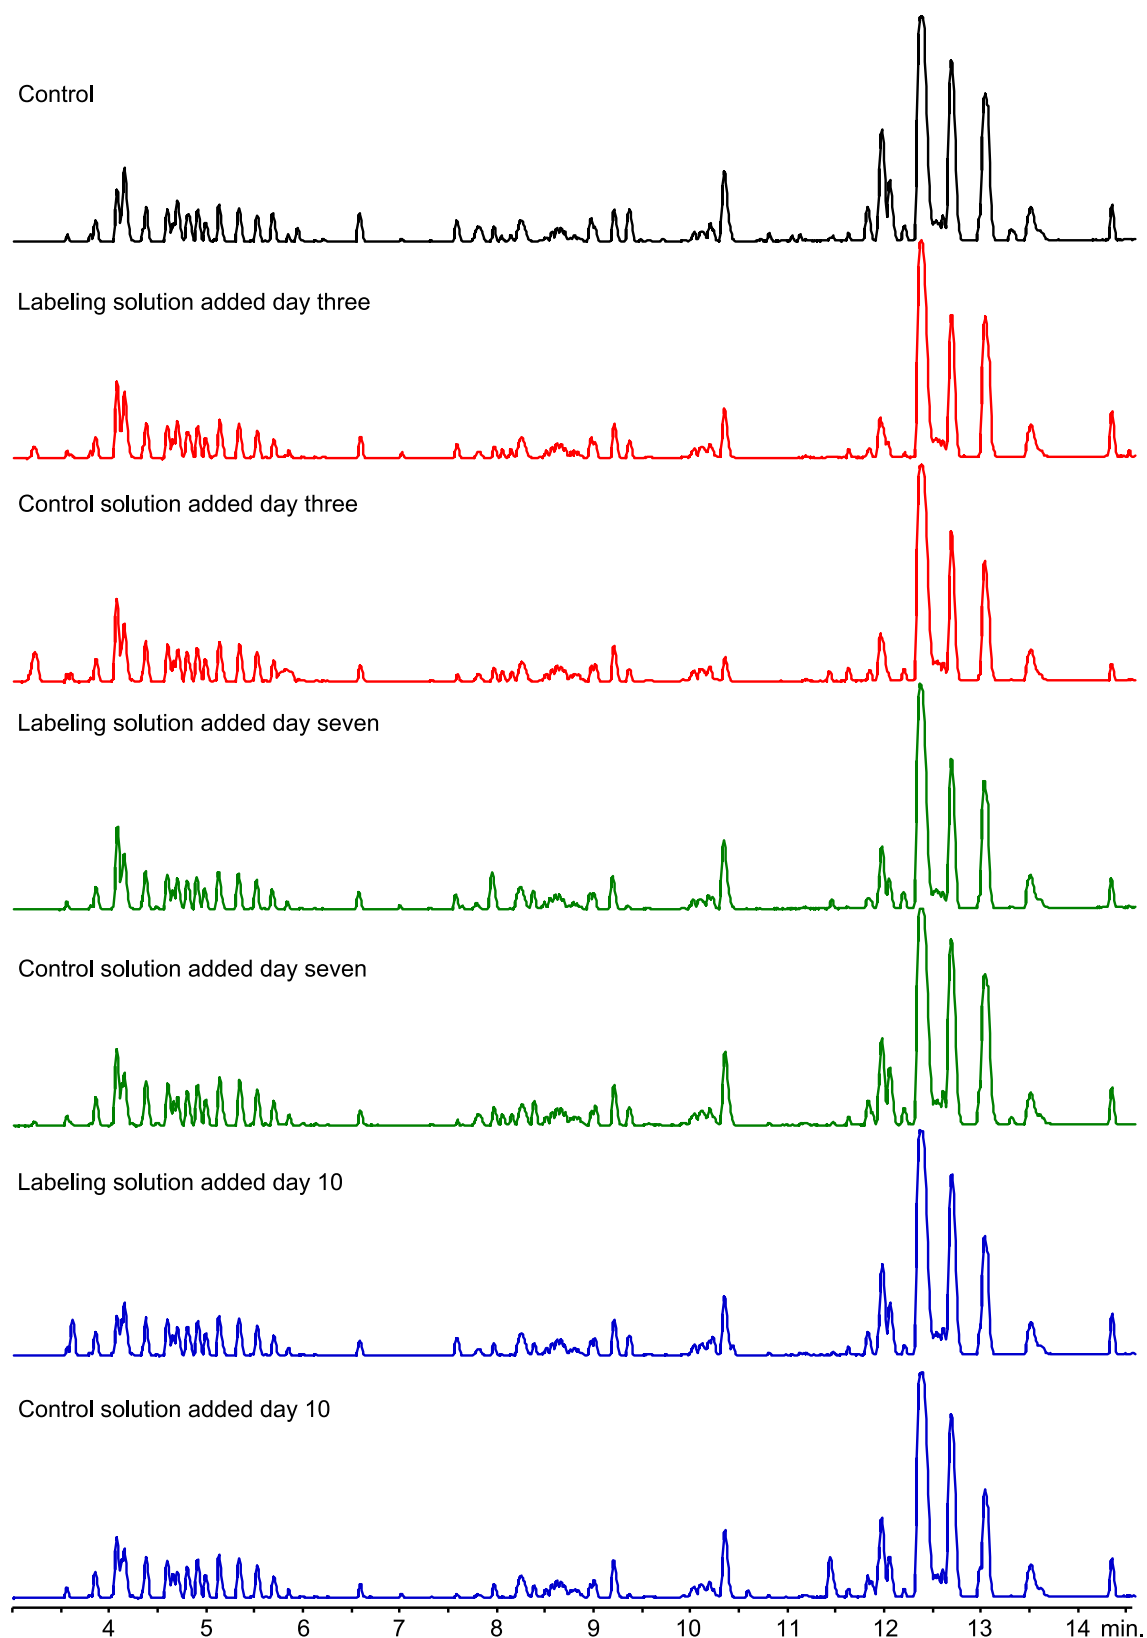 Control
Labeling solution added day three
Control solution added day three
Labeling solution added day seven
Control solution added day seven
Labeling solution added day 10
Control solution added day 10
4 5 6 7 8 9 10 11 12 13 14 min.